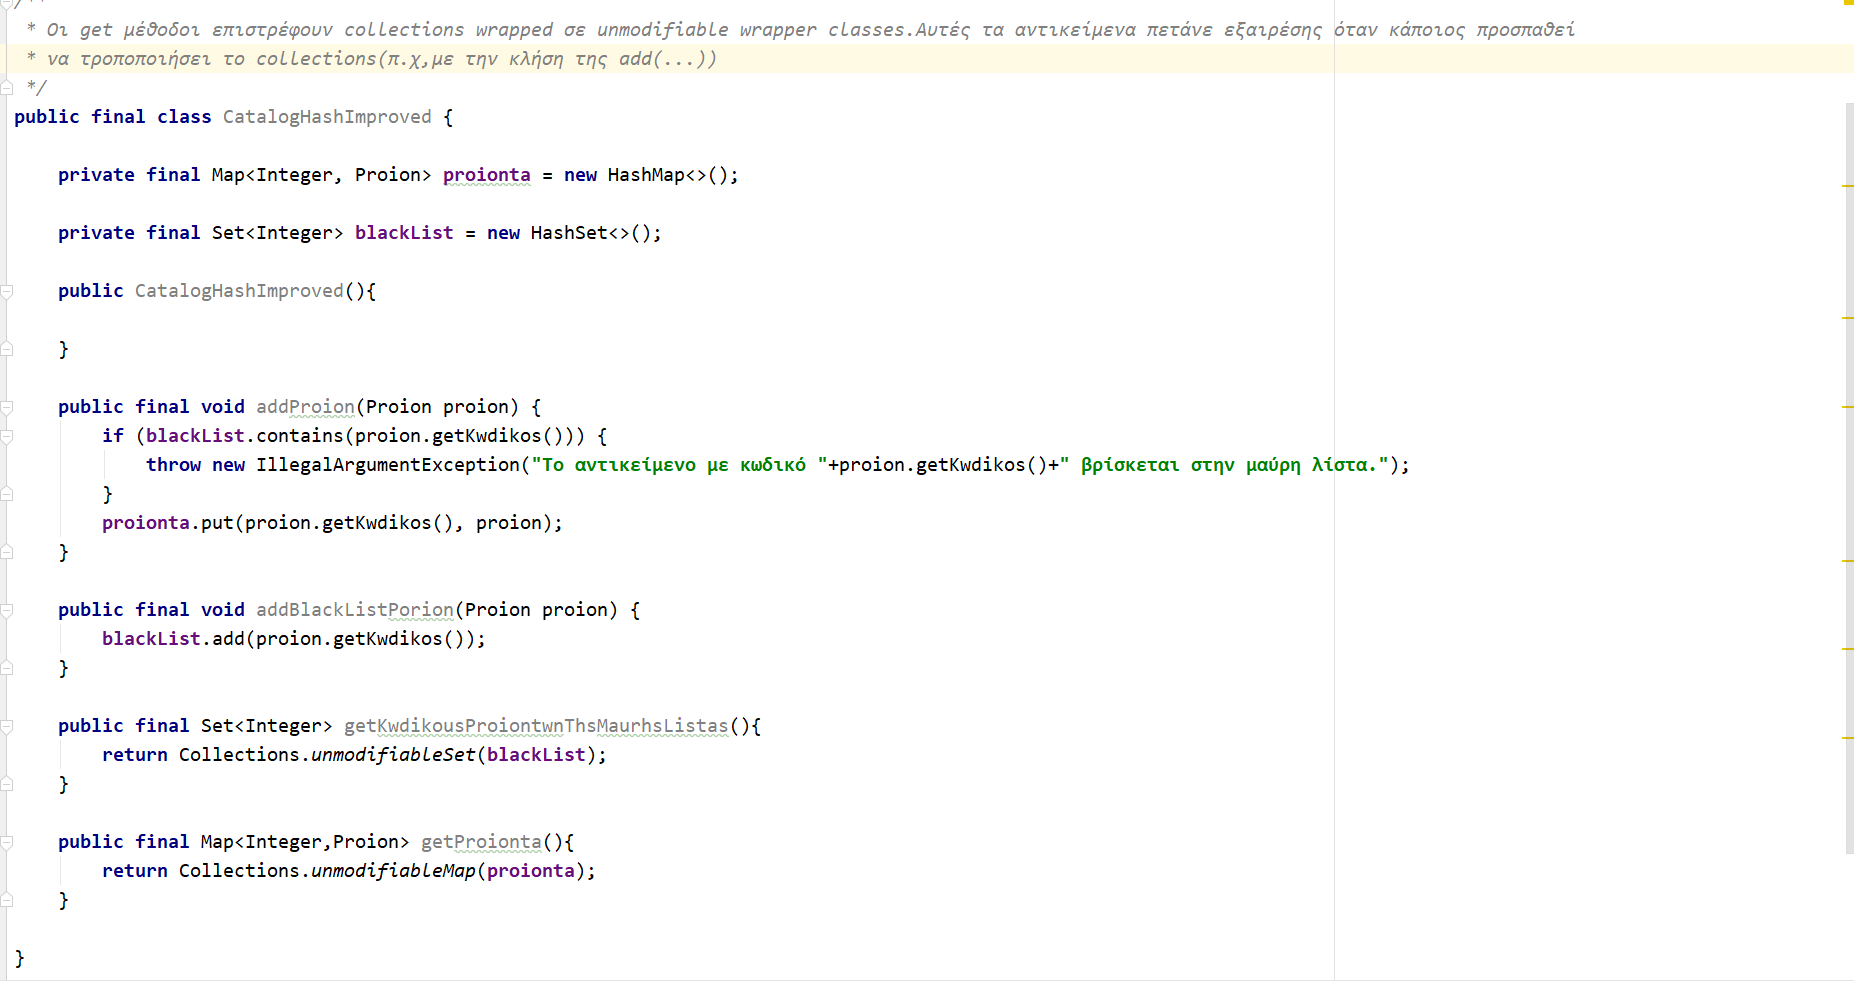 /**
* Οι get μέθοδοι επιστρέφουν collections wrapped σε unmodifiable wrapper classes.Αυτές τα αντικείμενα πετάνε εξαιρέσης όταν κάποιος προσπαθεί
* να τροποποιήσει το collections(π.χ,με την κλήση της add(...))
*/
public final class CatalogHashImproved {
private final Map<Integer, Proion> proionta = new HashMap<>();
private final Set<Integer> blackList = new HashSet<>();
public CatalogHashImproved(){
}
public final void addProion(Proion proion) {
if (blackList.contains(proion.getKwdikos())) {
throw new IllegalArgumentException("Το αντικείμενο με κωδικό "+proion.getKwdikos()+" βρίσκεται στην μαύρη λίστα.");
}
proionta.put(proion.getKwdikos(), proion);
}
public final void addBlackListPorion(Proion proion) {
blackList.add(proion.getKwdikos());
}
public final Set<Integer> getKwdikousProiontwnThsMaurhsListas(){
return Collections.unmodifiableSet(blackList);
}
public final Map<Integer,Proion> getProionta(){
return Collections.unmodifiableMap(proionta);
}
}